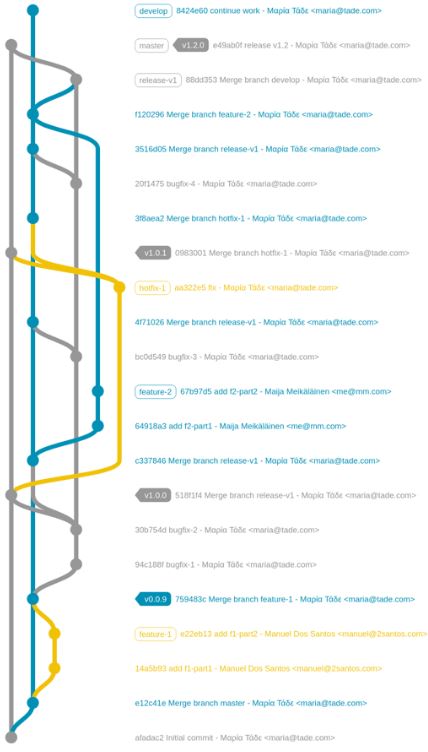 develop 8424e60 continue work - Μαρία Τάδε <maria@tade.com>
master v1.2.0 e49ab0f release v1.2 - Μαρία Τάδε <maria@tade.com>
release-v1 88dd353 Merge branch develop - Μαρία Τάδε <maria@tade.com>
f120296 Merge branch feature-2 - Μαρία Τάδε <maria@tade.com>
3516d05 Merge branch release-v1 - Μαρία Τάδε <maria@tade.com>
20f1475 bugfix-4 - Μαρία Τάδε <maria@tade.com>
3f8aea2 Merge branch hotfix-1 - Μαρία Τάδε <maria@tade.com>
v1.0.1 0983001 Merge branch hotfix-1 - Μαρία Τάδε <maria@tade.com>
hotfix-1 aa322e5 fix - Μαρία Τάδε <maria@tade.com>
4f71026 Merge branch release-v1 - Μαρία Τάδε <maria@tade.com>
bc0d549 bugfix-3 - Μαρία Τάδε <maria@tade.com>
feature-2 67b97d5 add f2-part2 - Maija Meikäläinen <me@mm.com>
64918a3 add f2-part1 - Maija Meikäläinen <me@mm.com>
c337846 Merge branch release-v1 - Μαρία Τάδε <maria@tade.com>
v1.0.0 518f1f4 Merge branch release-v1 - Μαρία Τάδε <maria@tade.com>
30b754d bugfix-2 - Μαρία Τάδε <maria@tade.com>
94c188f bugfix-1 - Μαρία Τάδε <maria@tade.com>
v0.0.9 759483c Merge branch feature-1 - Μαρία Τάδε <maria@tade.com>
feature-1 e22eb13 add f1-part2 - Manuel Dos Santos <manuel@2santos.com>
14a5b93 add f1-part1 - Manuel Dos Santos <manuel@2santos.com>
e12c41e Merge branch master - Μαρία Τάδε <maria@tade.com>
afadac2 Initial commit - Μαρία Τάδε <maria@tade.com>